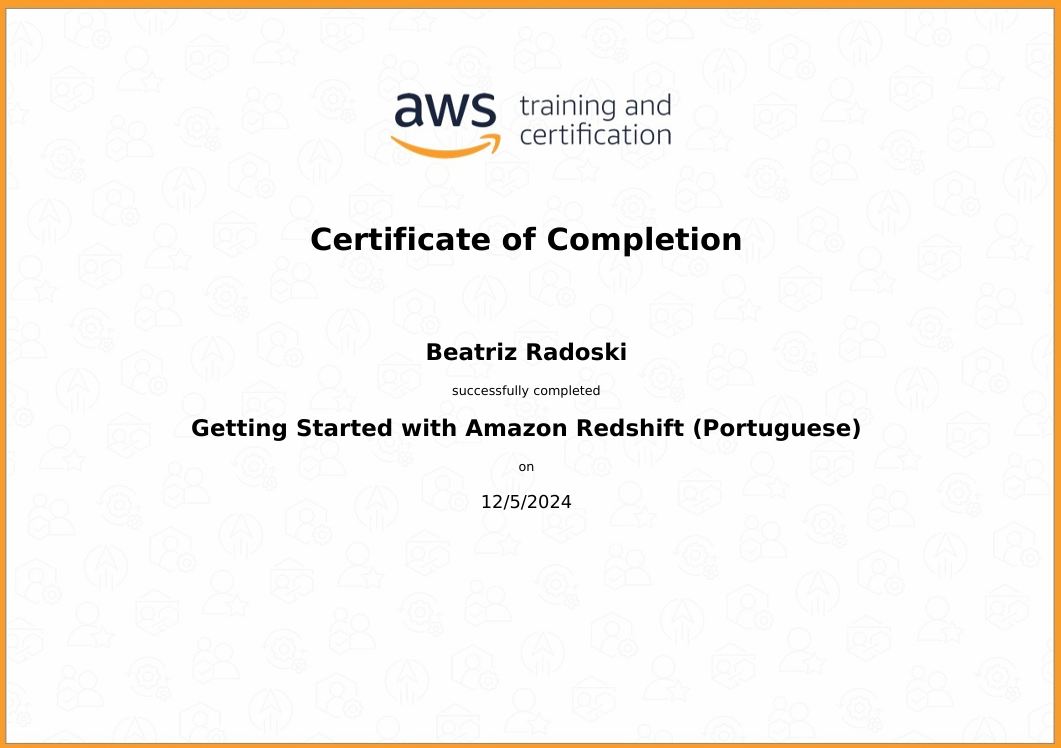 aws training and
certification
Certificate of Completion
Beatriz Radoski
successfully completed
Getting Started with Amazon Redshift (Portuguese)
on
12/5/2024